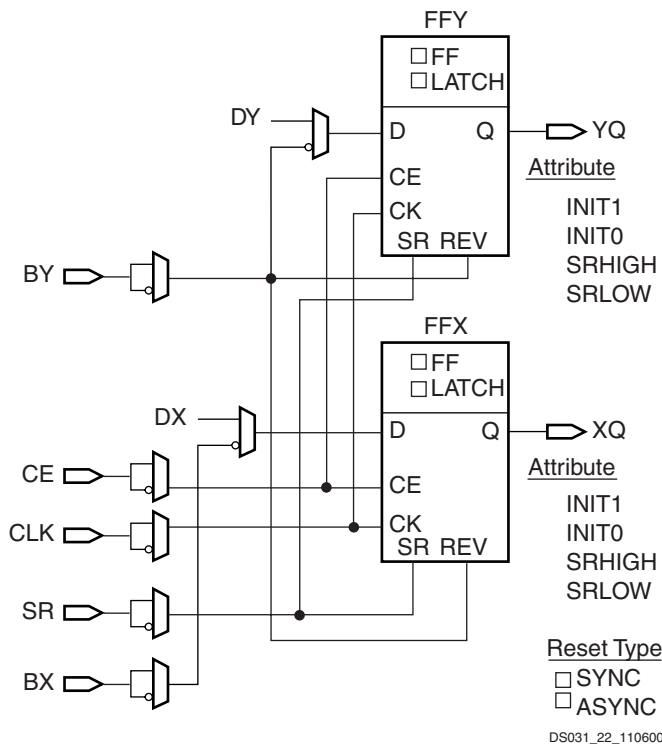 FFY
FF
LATCH
DY
D
Q
YQ
CE
CK
SR REV
Attribute
INIT1
INIT0
SRHIGH
SRLOW
BY
FFX
FF
LATCH
DX
D
Q
XQ
CE
CE
CLK
CK
SR REV
Attribute
INIT1
INIT0
SRHIGH
SRLOW
SR
BX
Reset Type
SYNC
ASYNC
DS031_22_110600